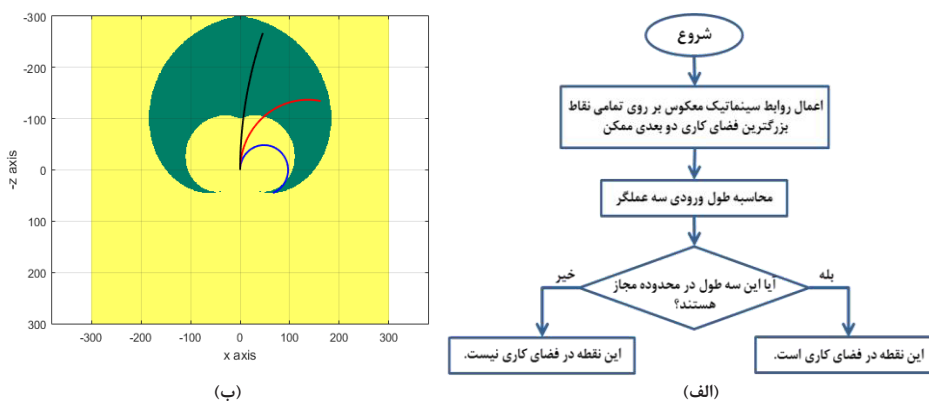 شروع
اعمال روابط سینماتیک معکوس بر روی تمامی نقاط
بزرگترین فضای کاری دو بعدی ممکن
محاسبه طول ورودی سه عملگر
آیا این سه طول در محدوده مجاز
هستند؟
بله
خیر
این نقطه در فضای کاری است.
این نقطه در فضای کاری نیست.
(الف)
-300
-200
-100
0
100
200
300
-z axis
-300 -200 -100 0 100 200 300
x axis
(ب)